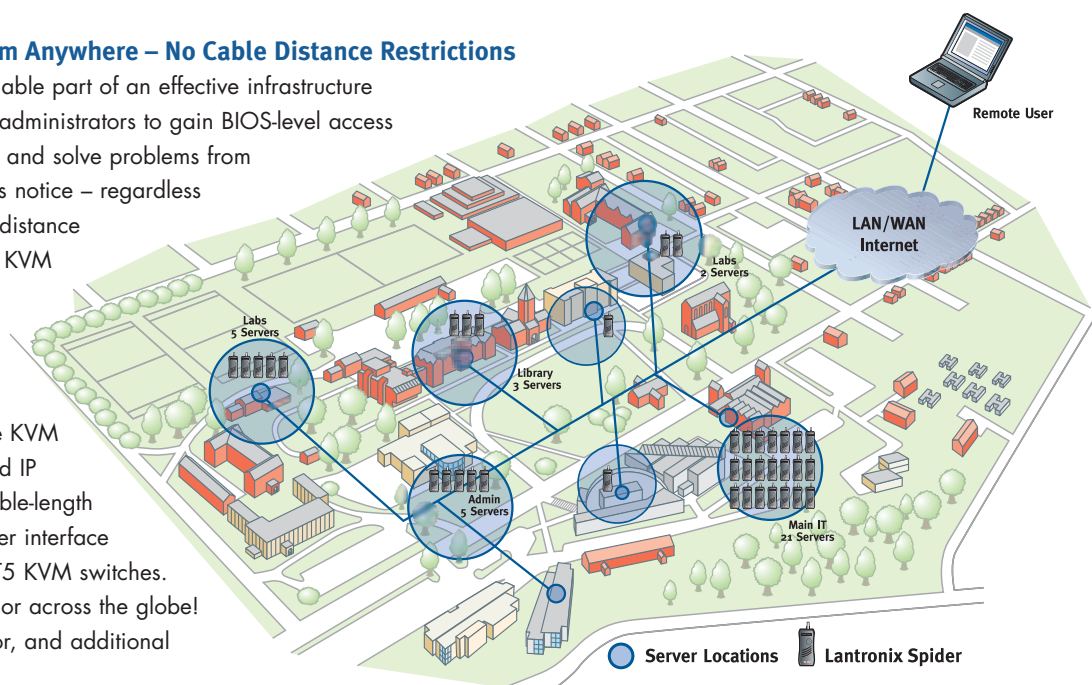 m Anywhere – No Cable Distance Restrictions
able part of an effective infrastructure
administrators to gain BIOS-level access
and solve problems from
s notice – regardless
distance
KVM
e KVM
d IP
ble-length
er interface
T5 KVM switches.
or across the globe!
or, and additional
Remote User
LAN/WAN
Internet
Labs
2 Servers
Labs
5 Servers
Library
3 Servers
Admin
5 Servers
Main IT
21 Servers
Server Locations
Lantronix Spider